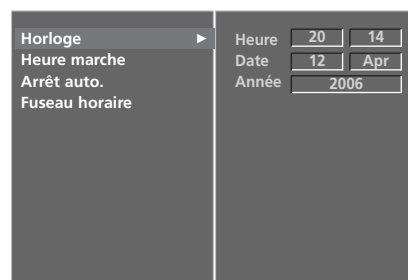 Horloge ►
Heure marche
Arrêt auto.
Fuseau horaire
Heure 20 14
Date 12 Apr
Année 2006